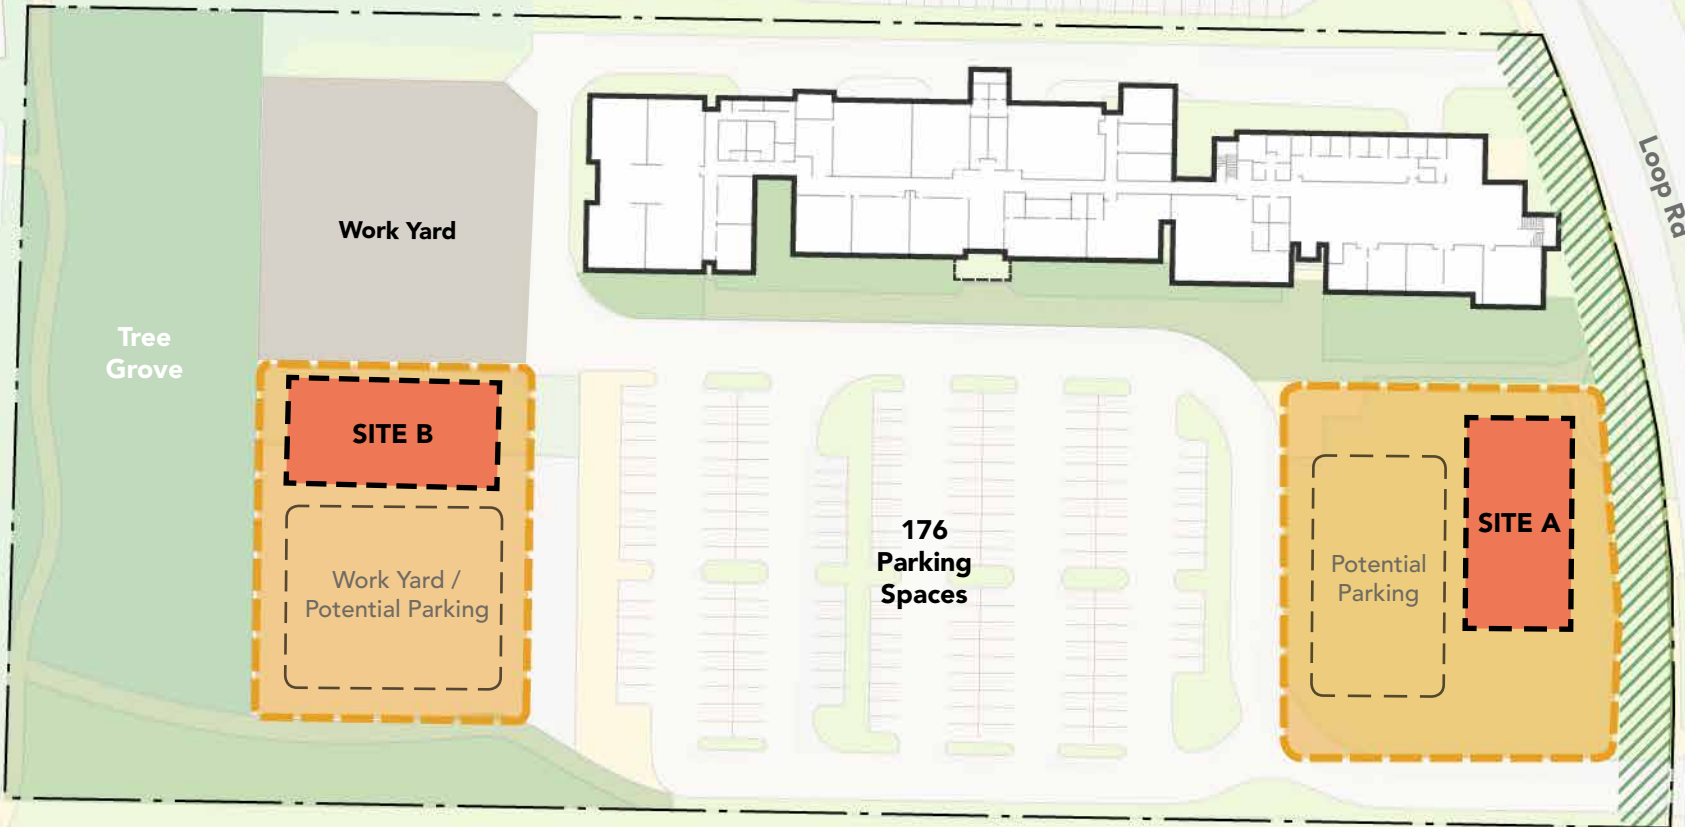 Loop Rd
Work Yard
Tree
Grove
SITE B
Work Yard /
Potential Parking
176
Parking
Spaces
Potential
Parking
SITE A